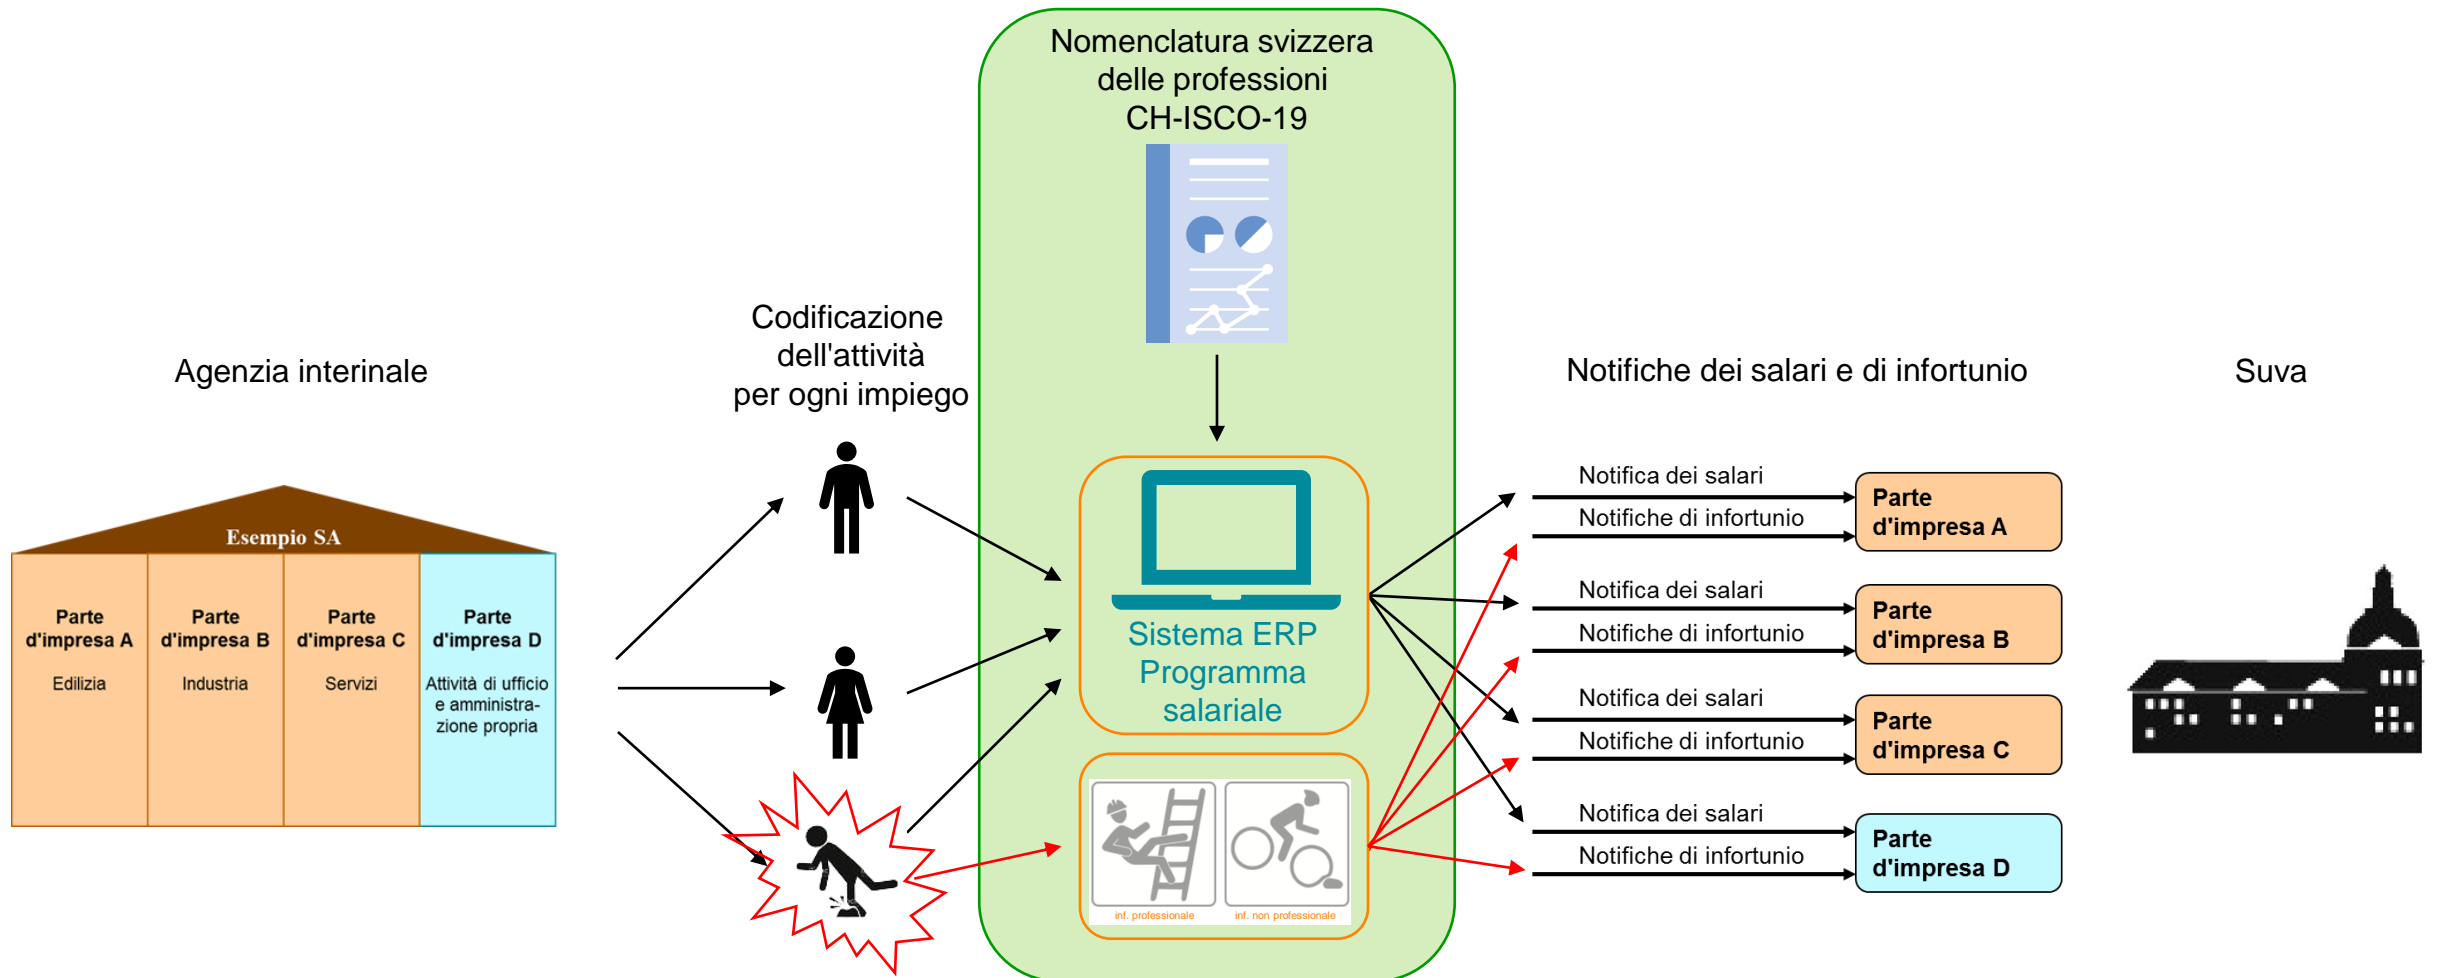 Nomenclatura svizzera
delle professioni
CH-ISCO-19
Agenzia interinale
Codificazione
dell'attività
per ogni impiego
Notifiche dei salari e di infortunio
Suva
Esempio SA
Parte
d'impresa A
Edilizia
Parte
d'impresa B
Industria
Parte
d'impresa C
Servizi
Parte
d'impresa D
Attività di ufficio
e amministra-
zione propria
Sistema ERP
Programma
salariale
inf. professionale
inf. non professionale
Notifica dei salari
Notifiche di infortunio
Parte
d'impresa A
Notifica dei salari
Notifiche di infortunio
Parte
d'impresa B
Notifica dei salari
Notifiche di infortunio
Parte
d'impresa C
Notifica dei salari
Notifiche di infortunio
Parte
d'impresa D